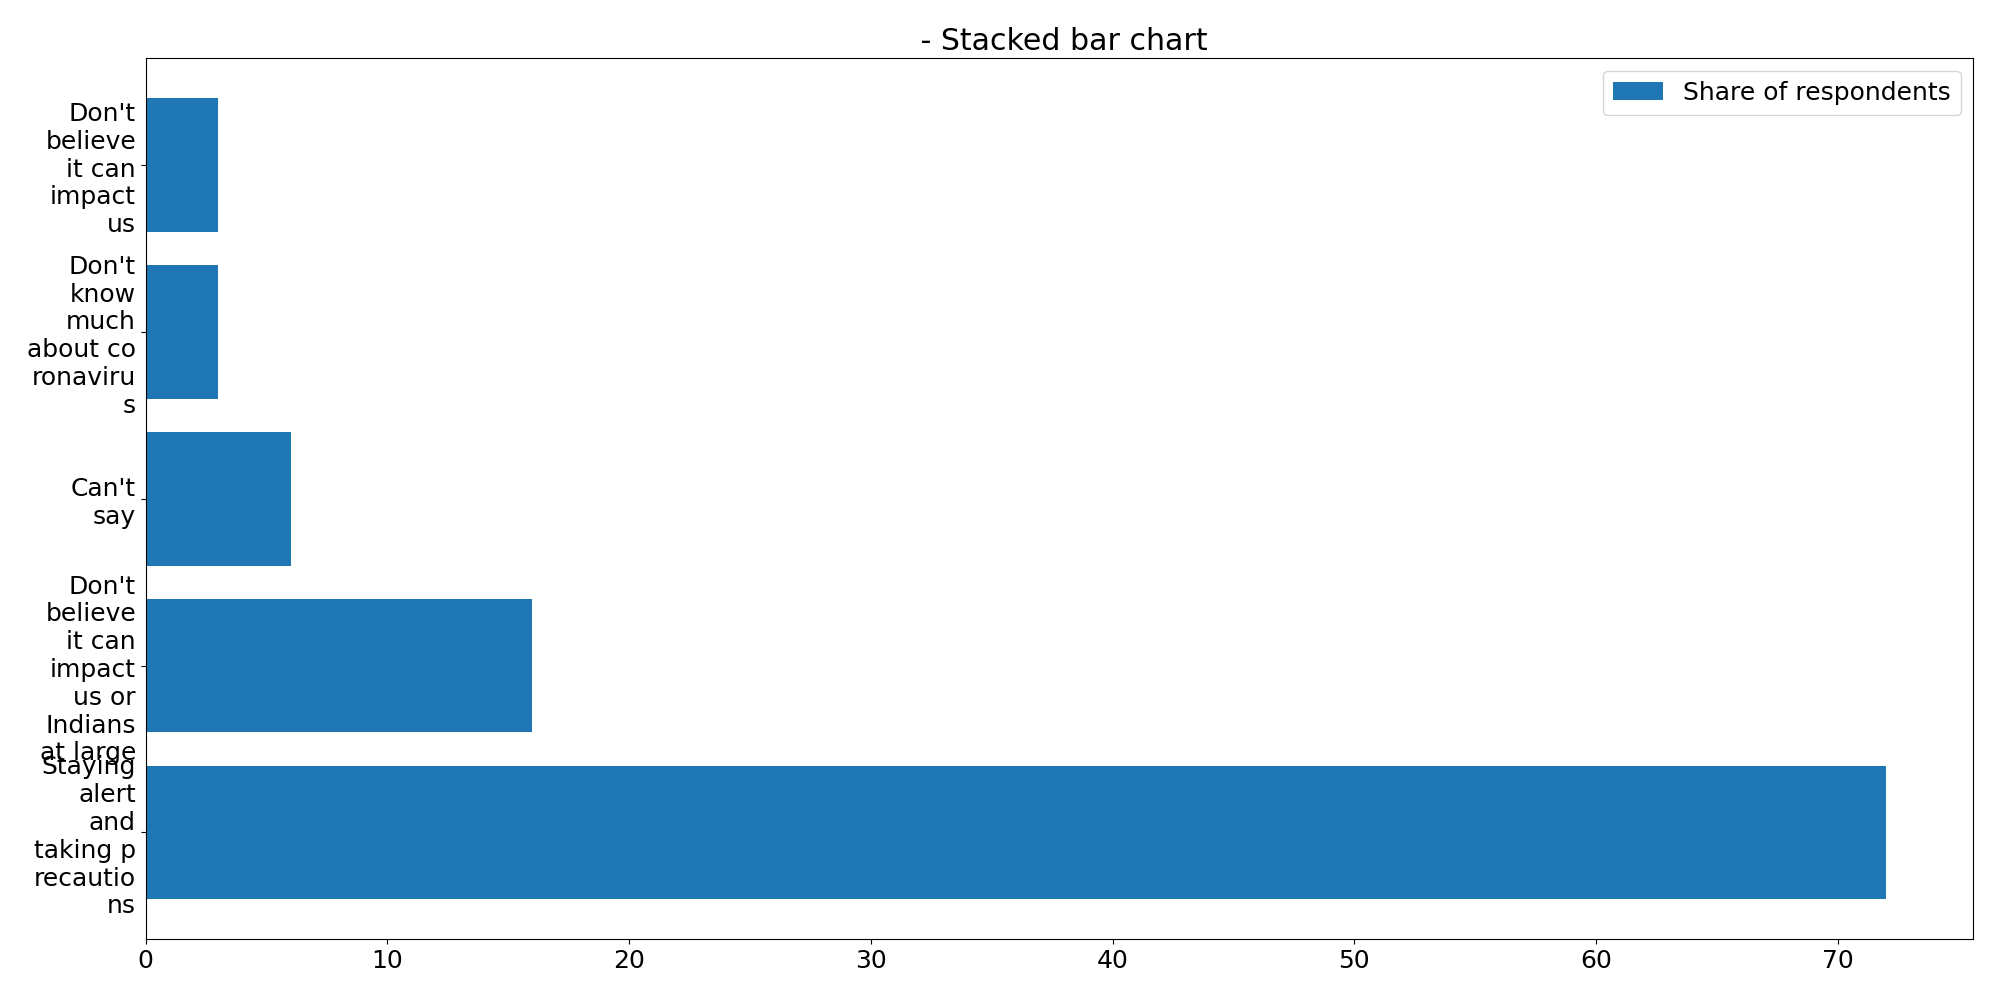 - Stacked bar chart
Share of respondents
Don't
believe
it can
impact
us
Don't
know
much
about co
ronaviru
s
Can't
say
Don't
believe
it can
impact
us or
Indians
at large
Staying
alert
and
taking p
recautio
ns
0 10 20 30 40 50 60 70